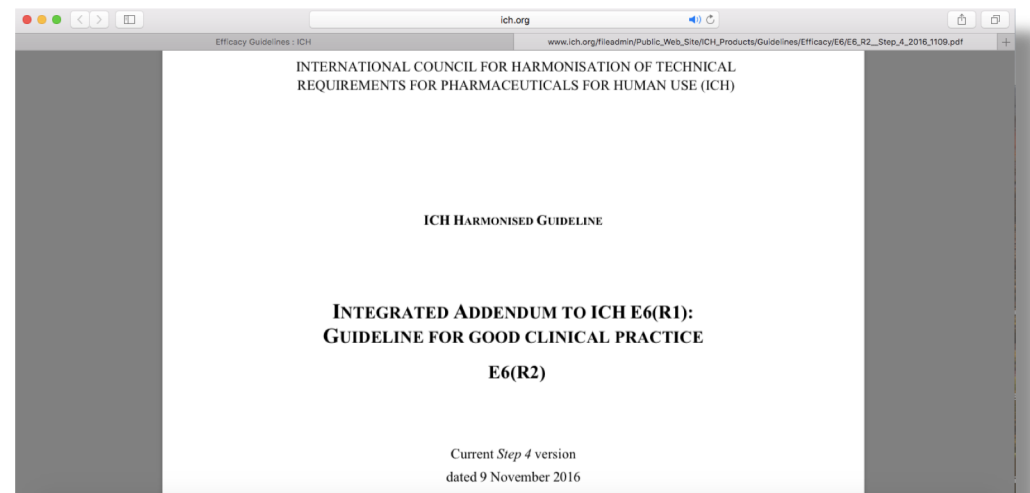 ich.org
Efficacy Guidelines : ICH
www.ich.org/fileadmin/Public_Web_Site/ICH_Products/Guidelines/Efficacy/E6/E6_R2__Step_4_2016_1109.pdf
INTERNATIONAL COUNCIL FOR HARMONISATION OF TECHNICAL
REQUIREMENTS FOR PHARMACEUTICALS FOR HUMAN USE (ICH)
ICH HARMONISED GUIDELINE
INTEGRATED ADDENDUM TO ICH E6(R1):
GUIDELINE FOR GOOD CLINICAL PRACTICE
E6(R2)
Current Step 4 version
dated 9 November 2016